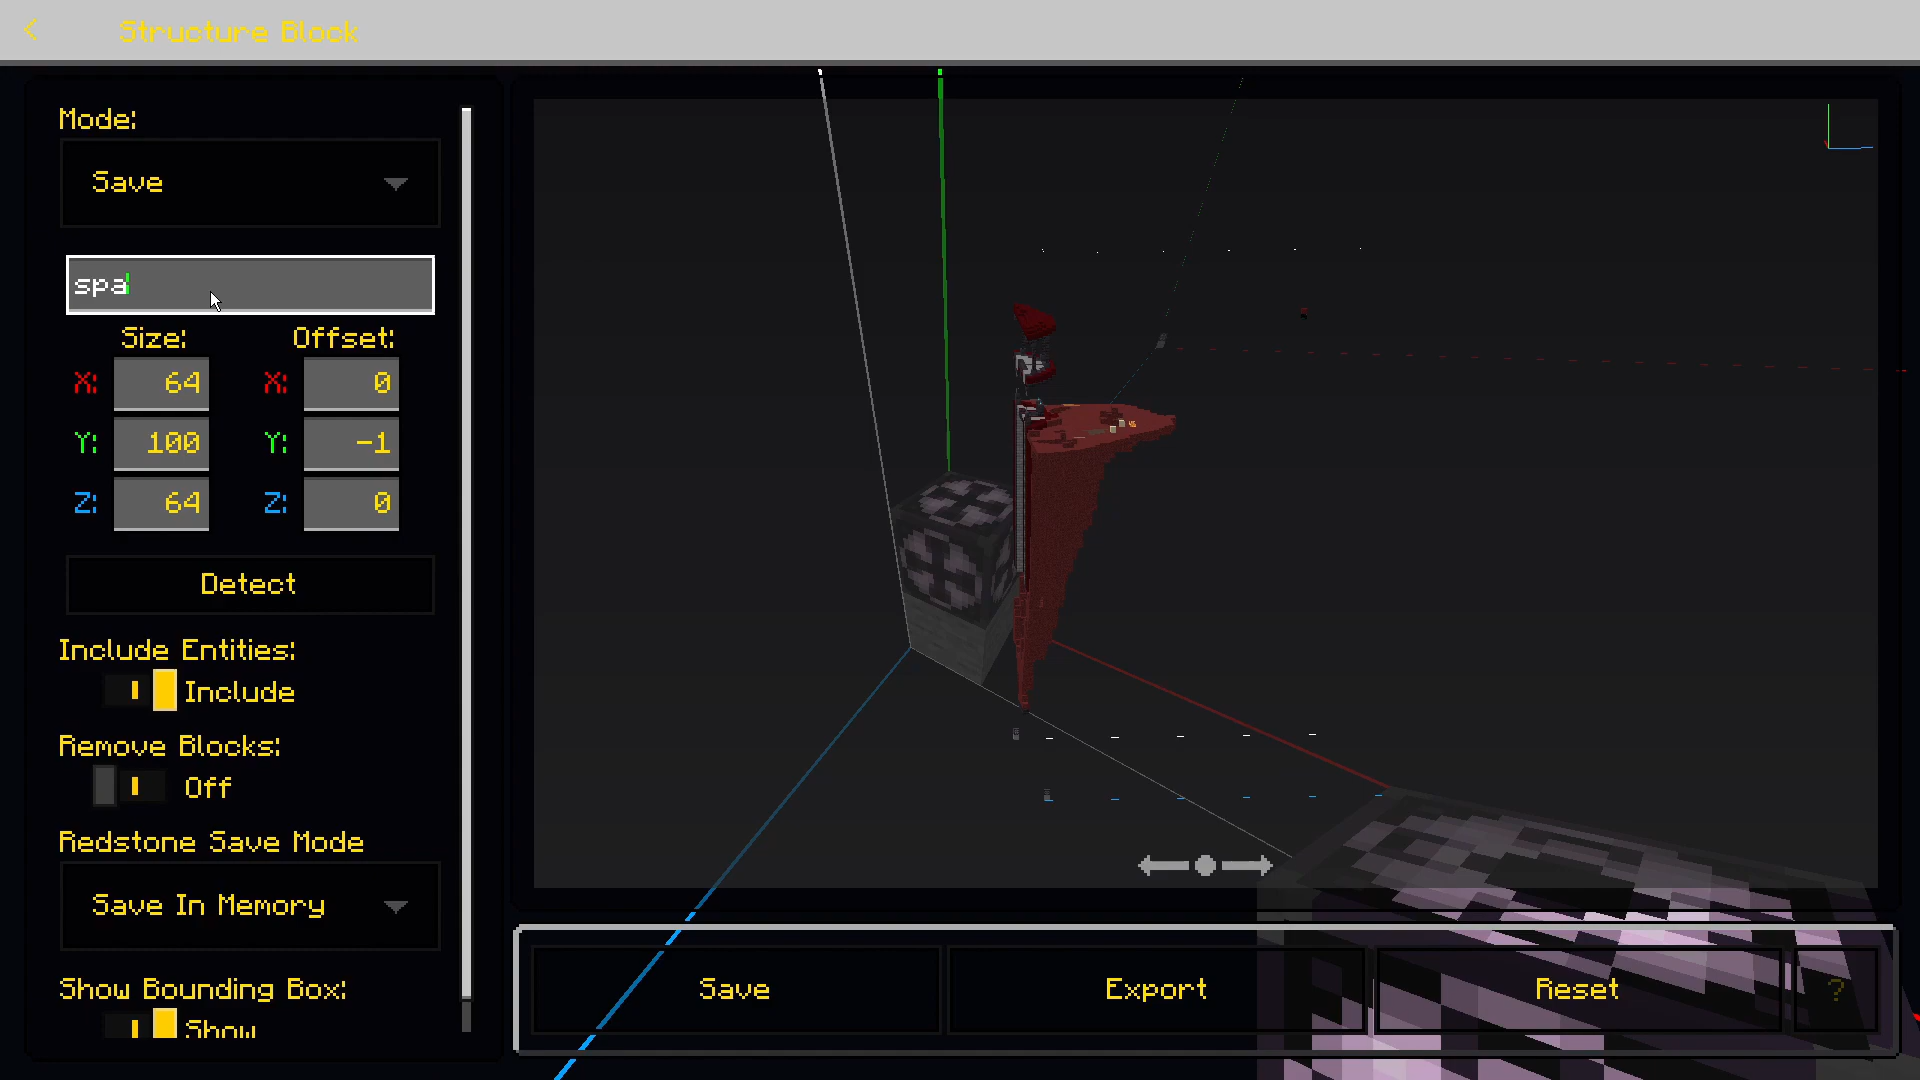 Structure Block
Mode:
Save
spa
Size: Offset:
X: 64 X: 0
Y: 100 Y: -1
Z: 64 Z: 0
Detect
Include Entities:
Include
Remove Blocks:
Off
Redstone Save Mode
Save In Memory
Show Bounding Box:
Show
Save Export Reset ?